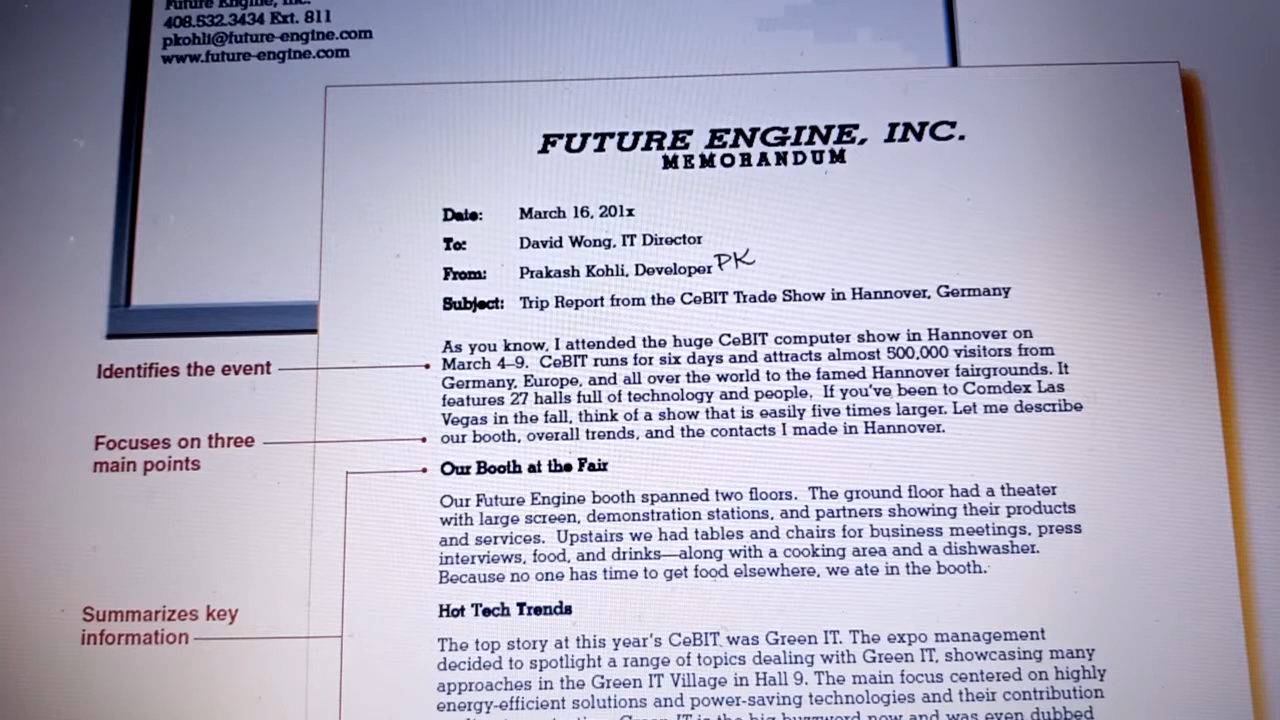 Future Engine, Inc.
408.532.3434 Ext. 811
pkohli@future-engine.com
www.future-engine.com
FUTURE ENGINE, INC.
MEMORANDUM
Date: March 16, 201x
To: David Wong, IT Director
From: Prakash Kohli, Developer PK
Subject: Trip Report from the CeBIT Trade Show in Hannover, Germany
As you know, I attended the huge CeBIT computer show in Hannover on
Identifies the event
March 4–9. CeBIT runs for six days and attracts almost 500,000 visitors from
Germany, Europe, and all over the world to the famed Hannover fairgrounds. It
features 27 halls full of technology and people. If you've been to Comdex Las
Vegas in the fall, think of a show that is easily five times larger. Let me describe
our booth, overall trends, and the contacts I made in Hannover.
Focuses on three
main points
Our Booth at the Fair
Our Future Engine booth spanned two floors. The ground floor had a theater
with large screen, demonstration stations, and partners showing their products
and services. Upstairs we had tables and chairs for business meetings, press
interviews, food, and drinks—along with a cooking area and a dishwasher.
Because no one has time to get food elsewhere, we ate in the booth.
Summarizes key
information
Hot Tech Trends
The top story at this year's CeBIT was Green IT. The expo management
decided to spotlight a range of topics dealing with Green IT, showcasing many
approaches in the Green IT Village in Hall 9. The main focus centered on highly
energy-efficient solutions and power-saving technologies and their contribution
Green IT is the big buzzword now and was even dubbed